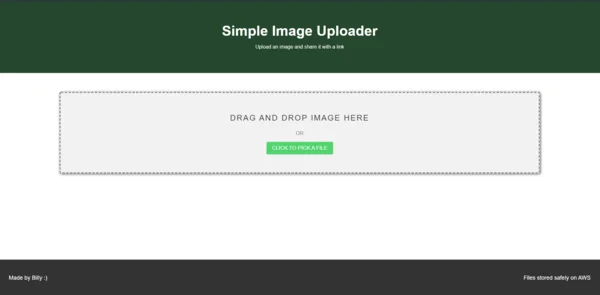 Simple Image Uploader
Upload an image and share it with a link
DRAG AND DROP IMAGE HERE
OR
CLICK TO PICK A FILE
Made by Billy :)
Files stored safely on AWS